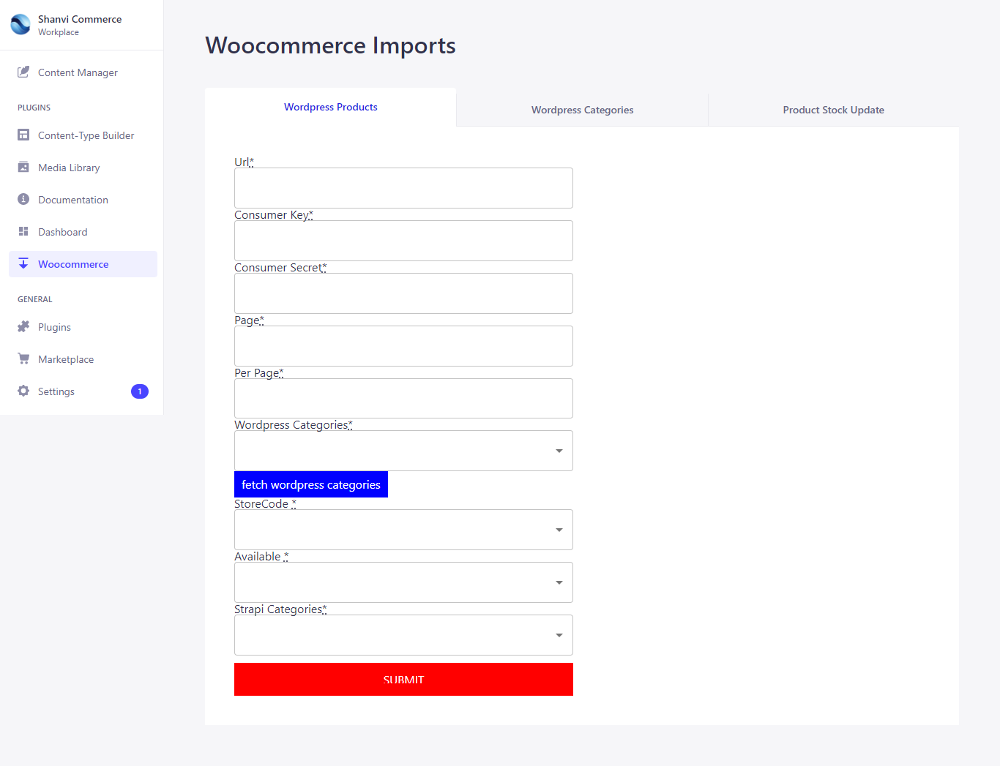 Shanvi Commerce
Workplace
Content Manager
PLUGINS
Content-Type Builder
Media Library
Documentation
Dashboard
Woocommerce
GENERAL
Plugins
Marketplace
Settings 1
Woocommerce Imports
Wordpress Products Wordpress Categories Product Stock Update
Url*
Consumer Key*
Consumer Secret*
Page*
Per Page*
Wordpress Categories*
fetch wordpress categories
StoreCode *
Available *
Strapi Categories*
SUBMIT